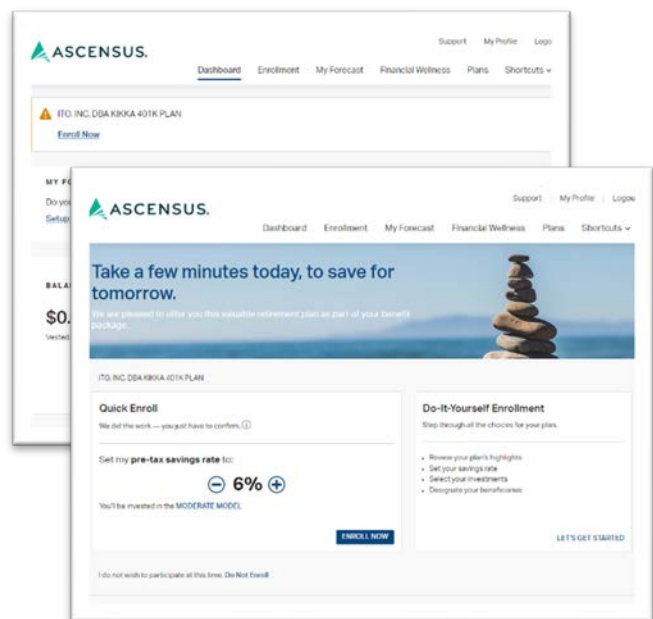 ASCENSUS.
Support My Profile Logo
Dashboard Enrollment My Forecast Financial Wellness Plans Shortcuts
ITO, INC. DBA KIKKA 401K PLAN
Enroll Now
MY FO
Do you
Setup
BALA
$0.
Vested
ASCENSUS.
Support My Profile Logou
Dashboard Enrollment My Forecast Financial Wellness Plans Shortcuts
Take a few minutes today, to save for
tomorrow.
We are pleased to offer you this valuable retirement plan as part of your benefit
package.
ITO, INC. DBA KIKKA 401K PLAN
Quick Enroll
We did the work — you just have to confirm.
Set my pre-tax savings rate to:
6%
You'll be invested in the MODERATE MODEL
ENROLL NOW
Do-It-Yourself Enrollment
Step through all the choices for your plan.
• Review your plan's highlights
• Set your savings rate
• Select your investments
• Designate your beneficiaries
LET'S GET STARTED
I do not wish to participate at this time. Do Not Enroll